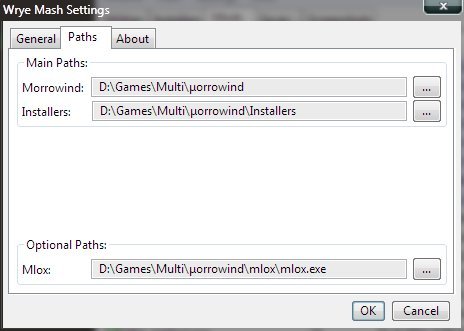 Wrye Mash Settings
x
General Paths About
Main Paths:
Morrowind: D:\Games\Multi\µorrowind ...
Installers: D:\Games\Multi\µorrowind\Installers ...
Optional Paths:
Mlox: D:\Games\Multi\µorrowind\mlox\mlox.exe ...
OK Cancel